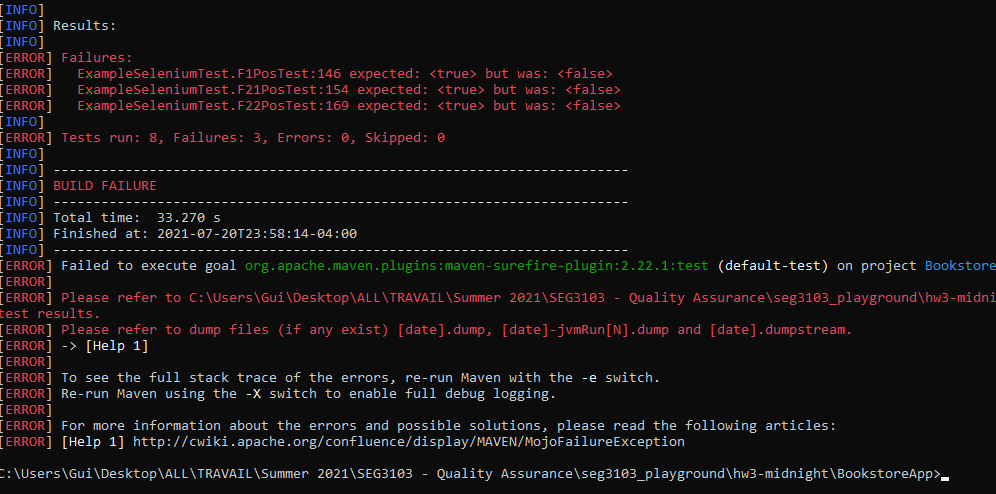 [INFO]
[INFO] Results:
[INFO]
[ERROR] Failures:
[ERROR]   ExampleSeleniumTest.F1PosTest:146 expected: <true> but was: <false>
[ERROR]   ExampleSeleniumTest.F21PosTest:154 expected: <true> but was: <false>
[ERROR]   ExampleSeleniumTest.F22PosTest:169 expected: <true> but was: <false>
[INFO]
[ERROR] Tests run: 8, Failures: 3, Errors: 0, Skipped: 0
[INFO]
[INFO] ------------------------------------------------------------------------
[INFO] BUILD FAILURE
[INFO] ------------------------------------------------------------------------
[INFO] Total time:  33.270 s
[INFO] Finished at: 2021-07-20T23:58:14-04:00
[INFO] ------------------------------------------------------------------------
[ERROR] Failed to execute goal org.apache.maven.plugins:maven-surefire-plugin:2.22.1:test (default-test) on project Bookstore
[ERROR]
[ERROR] Please refer to C:\Users\Gui\Desktop\ALL\TRAVAIL\Summer 2021\SEG3103 - Quality Assurance\seg3103_playground\hw3-midni
test results.
[ERROR] Please refer to dump files (if any exist) [date].dump, [date]-jvmRun[N].dump and [date].dumpstream.
[ERROR] -> [Help 1]
[ERROR]
[ERROR] To see the full stack trace of the errors, re-run Maven with the -e switch.
[ERROR] Re-run Maven using the -X switch to enable full debug logging.
[ERROR]
[ERROR] For more information about the errors and possible solutions, please read the following articles:
[ERROR] [Help 1] http://cwiki.apache.org/confluence/display/MAVEN/MojoFailureException
C:\Users\Gui\Desktop\ALL\TRAVAIL\Summer 2021\SEG3103 - Quality Assurance\seg3103_playground\hw3-midnight\BookstoreApp>